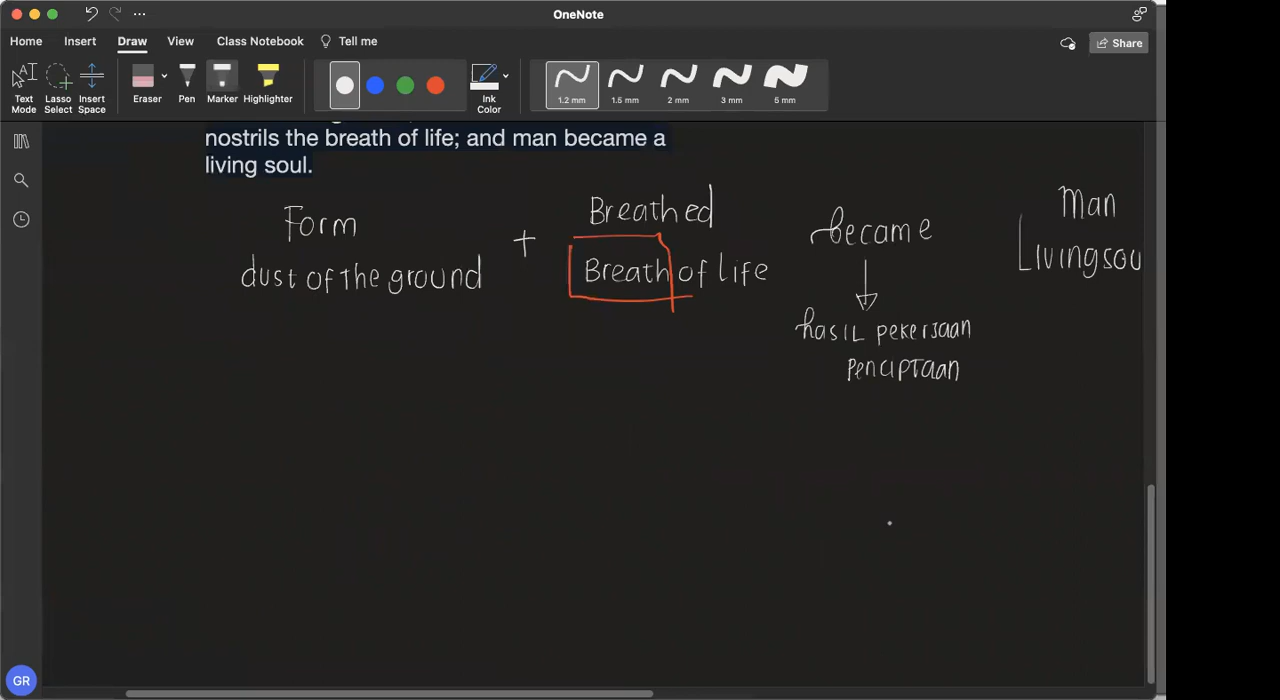 OneNote
Home Insert Draw View Class Notebook Tell me
Share
Text Mode
Lasso Select
Insert Space
Eraser
Pen
Marker
Highlighter
Ink Color
1.2 mm
1.5 mm
2 mm
3 mm
5 mm
nostrils the breath of life; and man became a
living soul.
Form
dust of the ground
+
Breathed
Breath of life
became
hasil pekerjaan
penciptaan
Man
Livingsou
GR